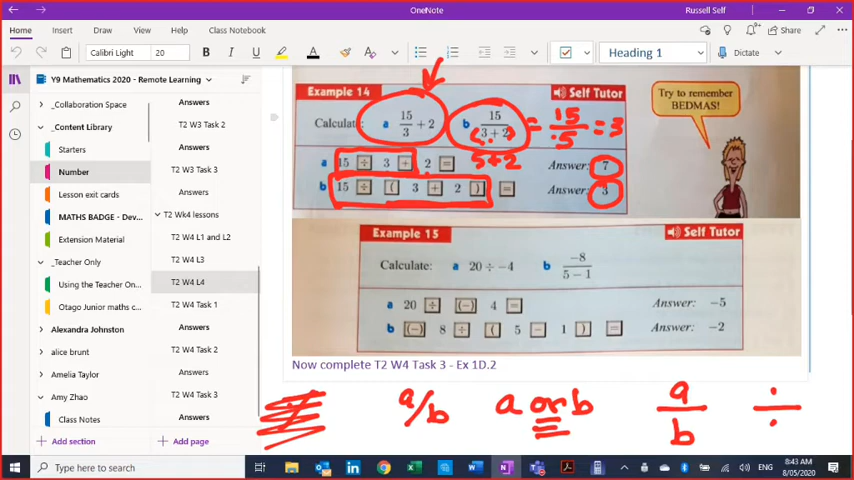 OneNote
Russell Self
Home Insert Draw View Help Class Notebook
Share
Calibri Light 20 B I U A Heading 1 Dictate
Y9 Mathematics 2020 - Remote Learning
_Collaboration Space
_Content Library
Starters
Number
Lesson exit cards
MATHS BADGE - Dev...
Extension Material
_Teacher Only
Using the Teacher On...
Otago Junior maths c...
Alexandra Johnston
alice brunt
Amelia Taylor
Amy Zhao
Class Notes
Add section
Answers
T2 W3 Task 2
Answers
T2 W3 Task 3
Answers
T2 Wk4 lessons
T2 W4 L1 and L2
T2 W4 L3
T2 W4 L4
T2 W4 Task 1
Answers
T2 W4 Task 2
Answers
T2 W4 Task 3
Answers
Add page
Example 14
Self Tutor
Calculate: a 15/3 + 2 b 15/(3+2) = 15/5 = 3
5+2
a 15 ÷ 3 + 2 = Answer: 7
b 15 ÷ ( 3 + 2 ) = Answer: 3
Try to remember
BEDMAS!
Example 15
Self Tutor
Calculate: a 20 ÷ −4 b −8/(5 − 1)
a 20 ÷ (−) 4 = Answer: −5
b (−) 8 ÷ ( 5 − 1 ) = Answer: −2
Now complete T2 W4 Task 3 - Ex 1D.2
a/b a or b a/b ÷
Type here to search
ENG
8:43 AM
8/05/2020